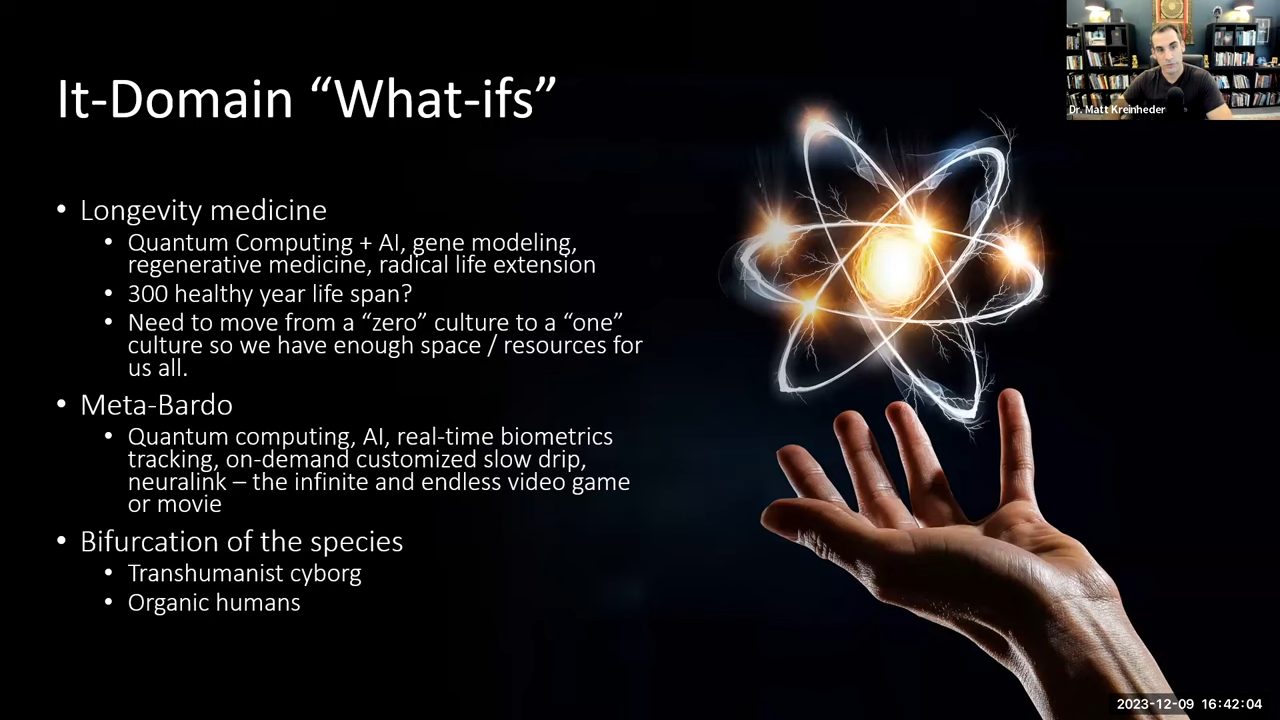 Dr. Matt Kreinheder
It-Domain “What-ifs”
• Longevity medicine
• Quantum Computing + AI, gene modeling,
regenerative medicine, radical life extension
• 300 healthy year life span?
• Need to move from a “zero” culture to a “one”
culture so we have enough space / resources for
us all.
• Meta-Bardo
• Quantum computing, AI, real-time biometrics
tracking, on-demand customized slow drip,
neuralink – the infinite and endless video game
or movie
• Bifurcation of the species
• Transhumanist cyborg
• Organic humans
2023-12-09 16:42:04